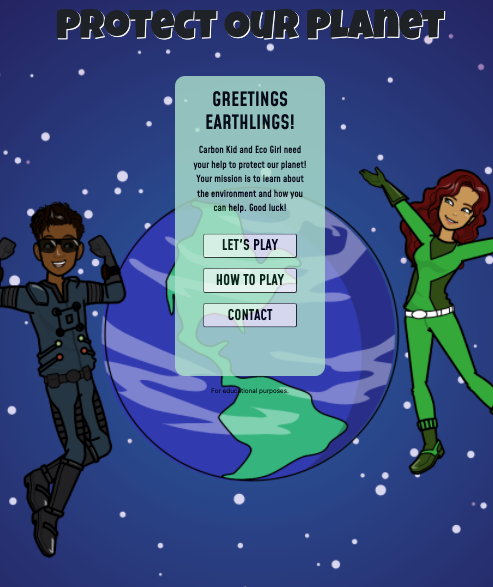 PROTECT OUR PLANET
GREETINGS
EARTHLINGS!
Carbon Kid and Eco Girl need
your help to protect our planet!
Your mission is to learn about
the environment and how you
can help. Good luck!
LET'S PLAY
HOW TO PLAY
CONTACT
For educational purposes.